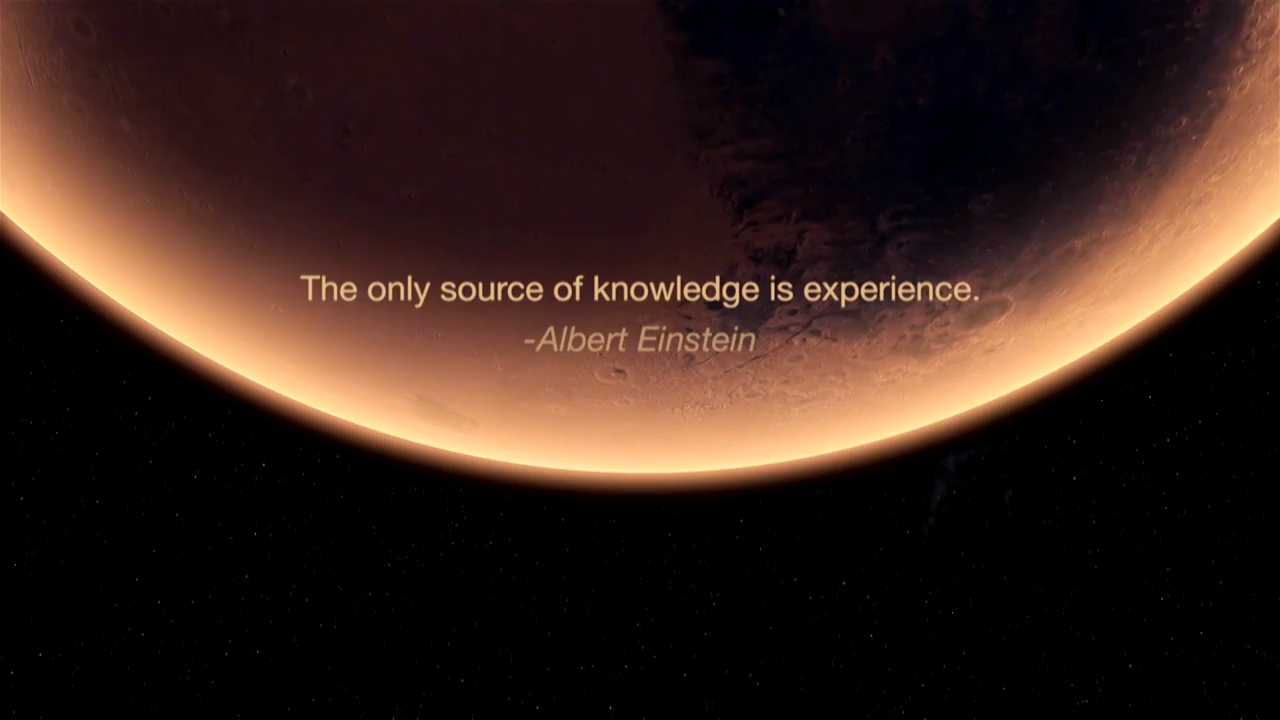 The only source of knowledge is experience.
-Albert Einstein